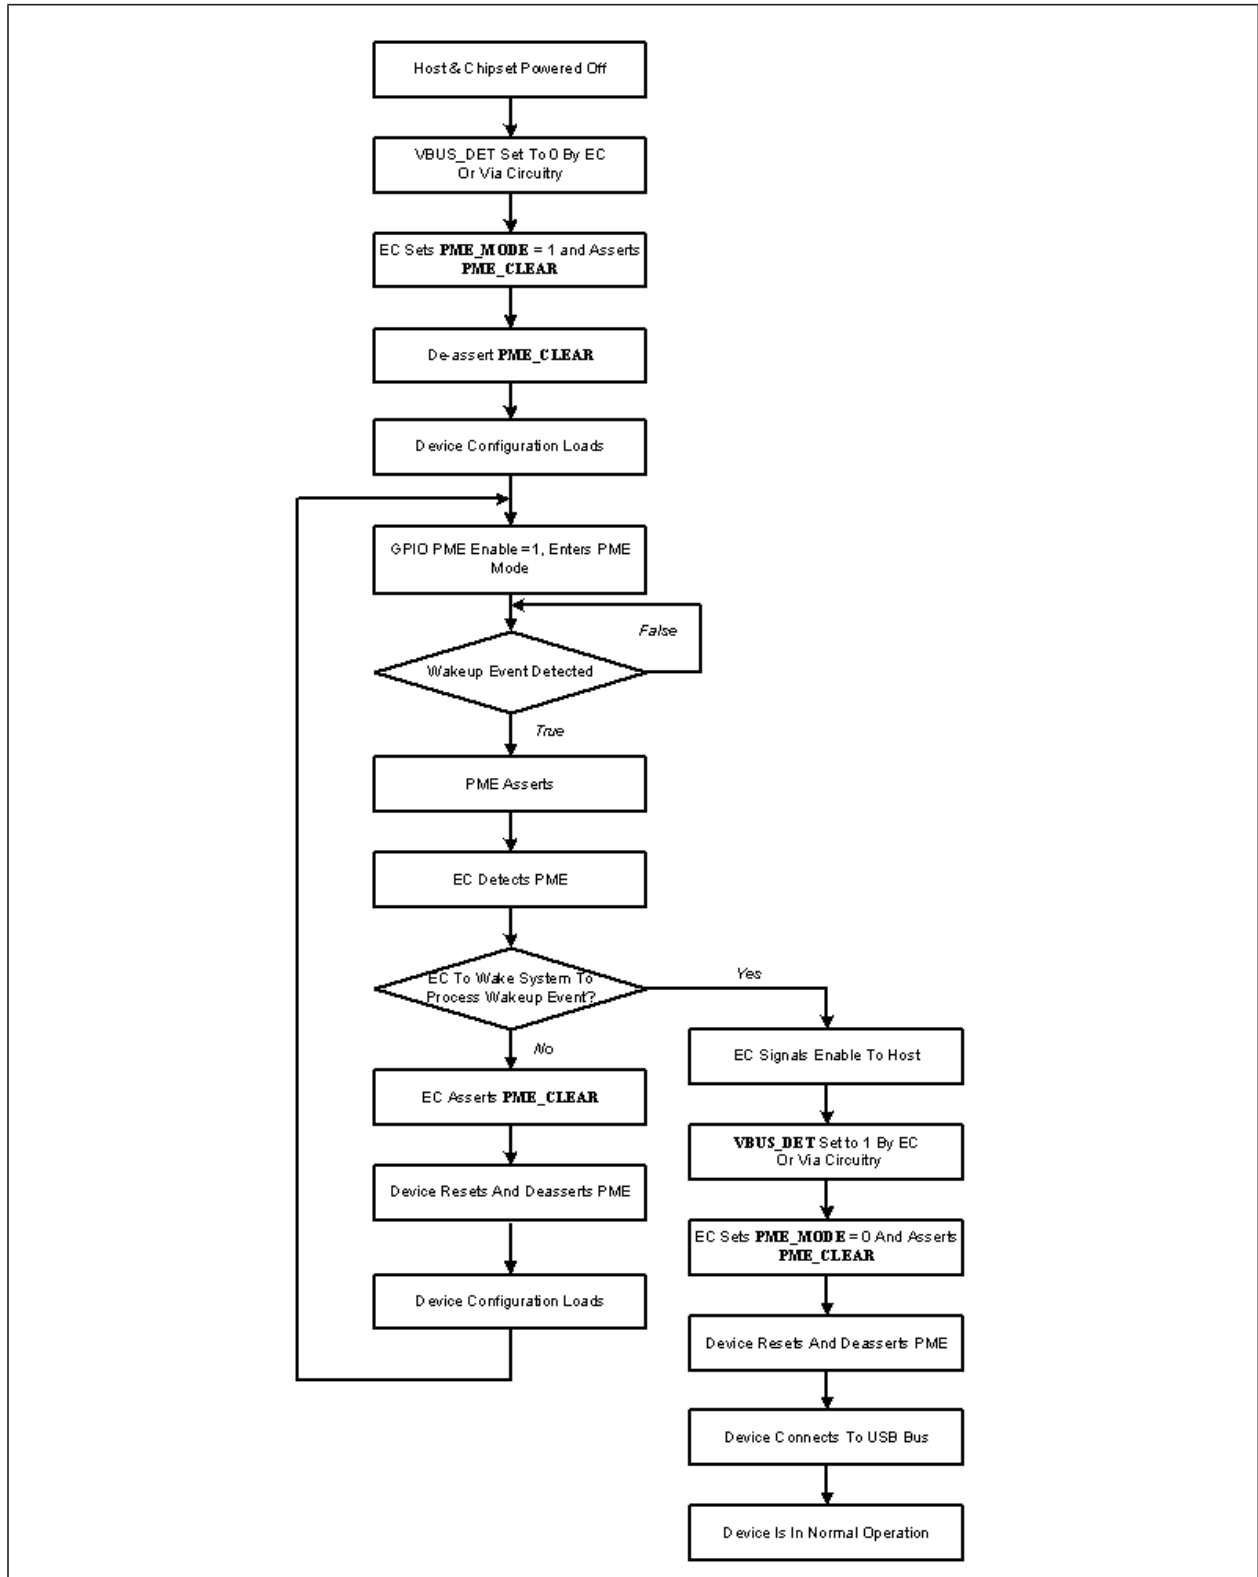 Host & Chipset Powered Off
VBUS_DET Set To 0 By EC
Or Via Circuitry
EC Sets PME_MODE = 1 and Asserts
PME_CLEAR
De-assert PME_CLEAR
Device Configuration Loads
GPIO PME Enable = 1, Enters PME
Mode
False
Wakeup Event Detected
True
PME Asserts
EC Detects PME
EC To Wake System To
Process Wakeup Event?
Yes
No
EC Asserts PME_CLEAR
Device Resets And Deasserts PME
Device Configuration Loads
EC Signals Enable To Host
VBUS_DET Set to 1 By EC
Or Via Circuitry
EC Sets PME_MODE = 0 And Asserts
PME_CLEAR
Device Resets And Deasserts PME
Device Connects To USB Bus
Device Is In Normal Operation